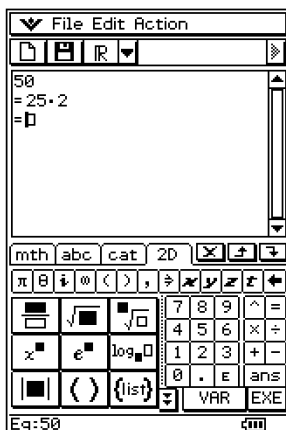 File Edit Action
ℝ
50
=25·2
=
mth abc cat 2D
π θ i ∞ ( ) , ⇒ x y z t ←
7 8 9 ^ =
√■ ■√□ 4 5 6 × ÷
x■ e■ log■□ 1 2 3 + -
|■| ( ) {list} 0 . E ans
VAR EXE
Eq:50